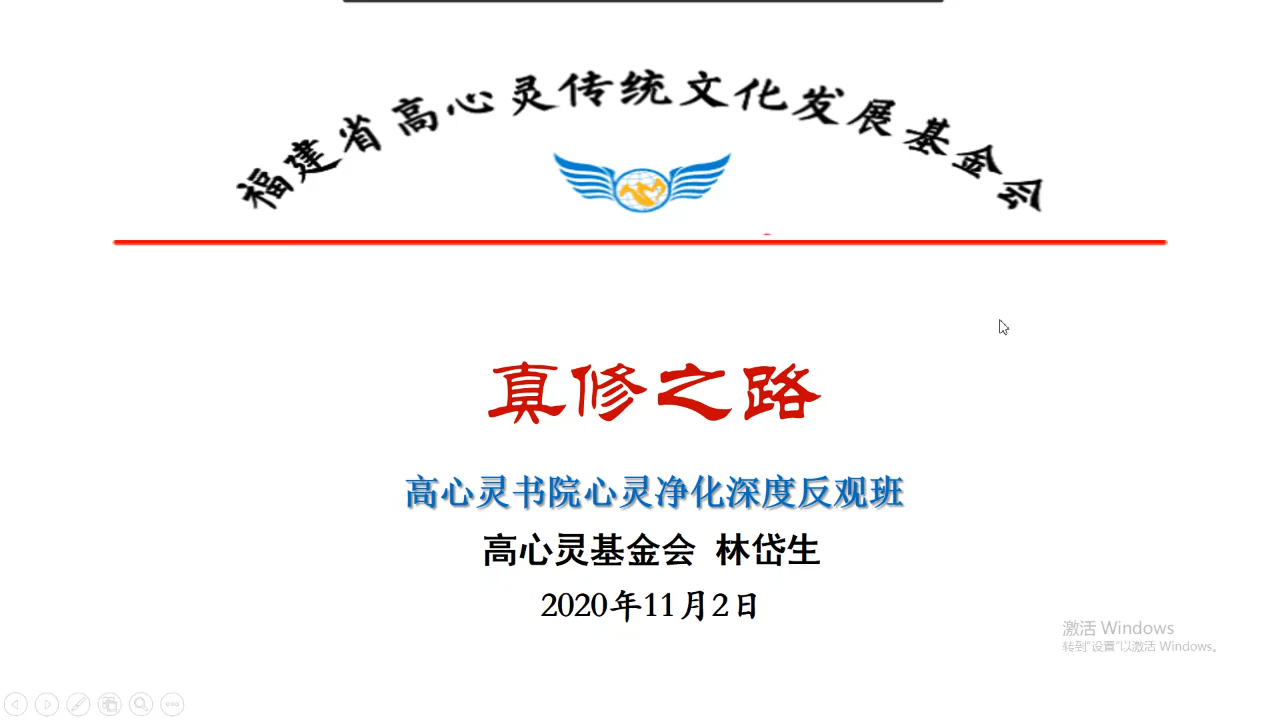 福建省高心灵传统文化发展基金会
真修之路
高心灵书院心灵净化深度反观班
高心灵基金会 林岱生
2020年11月2日
激活 Windows
转到"设置"以激活 Windows。